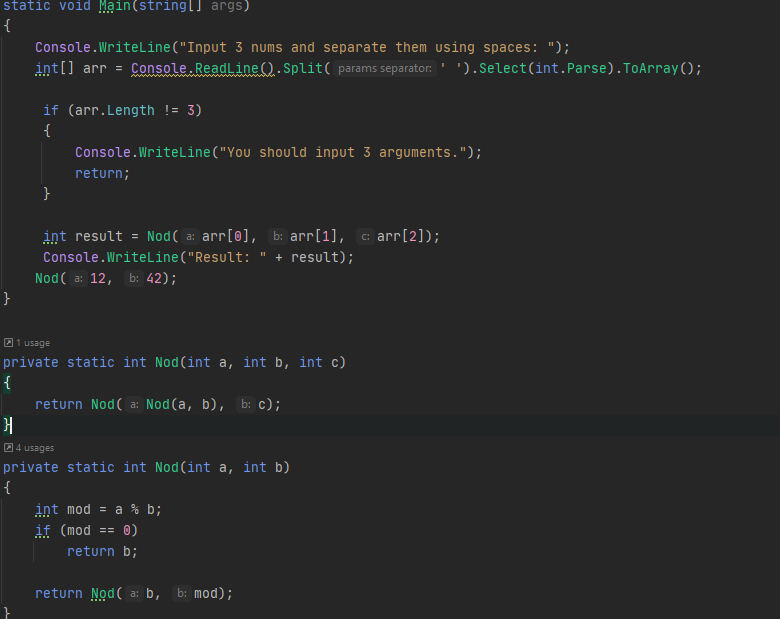 static void Main(string[] args)
{
    Console.WriteLine("Input 3 nums and separate them using spaces: ");
    int[] arr = Console.ReadLine().Split( params separator: ' ').Select(int.Parse).ToArray();

     if (arr.Length != 3)
     {
         Console.WriteLine("You should input 3 arguments.");
         return;
     }

     int result = Nod( a: arr[0], b: arr[1], c: arr[2]);
     Console.WriteLine("Result: " + result);
    Nod( a: 12, b: 42);
}

1 usage
private static int Nod(int a, int b, int c)
{
    return Nod( a: Nod(a, b), b: c);
}
4 usages
private static int Nod(int a, int b)
{
    int mod = a % b;
    if (mod == 0)
        return b;

    return Nod( a: b, b: mod);
}